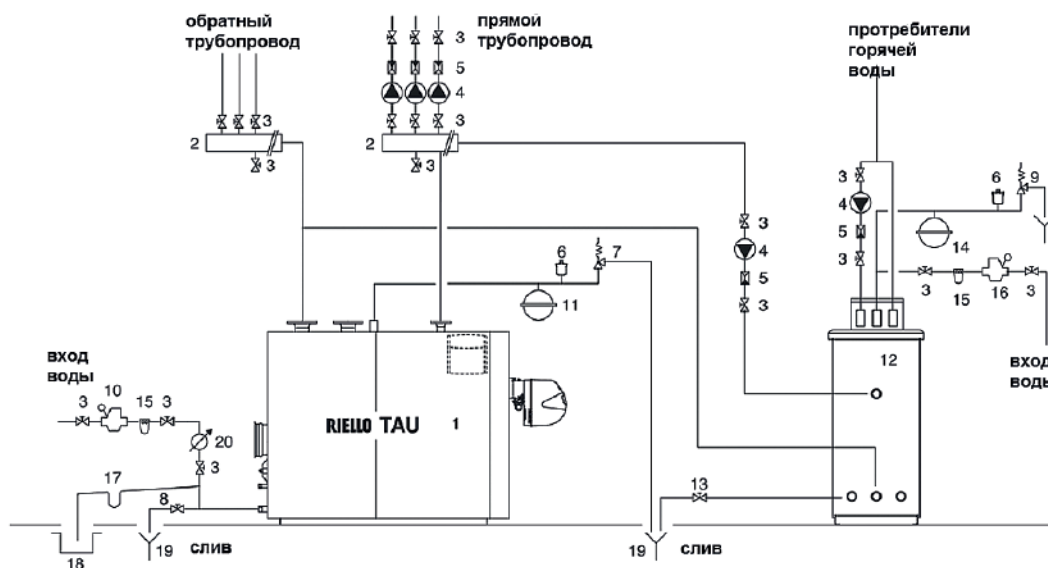 обратный
трубопровод
прямой
трубопровод
протребители
горячей
воды
3
5
4
3
2
3
3
2
3
3
4
5
3
6
9
14
3
15
16
3
3
4
5
3
6
7
11
12
вход
воды
вход
воды
3
10
15
3
20
3
RIELLO TAU 1
17
8
13
18
19
слив
19
слив